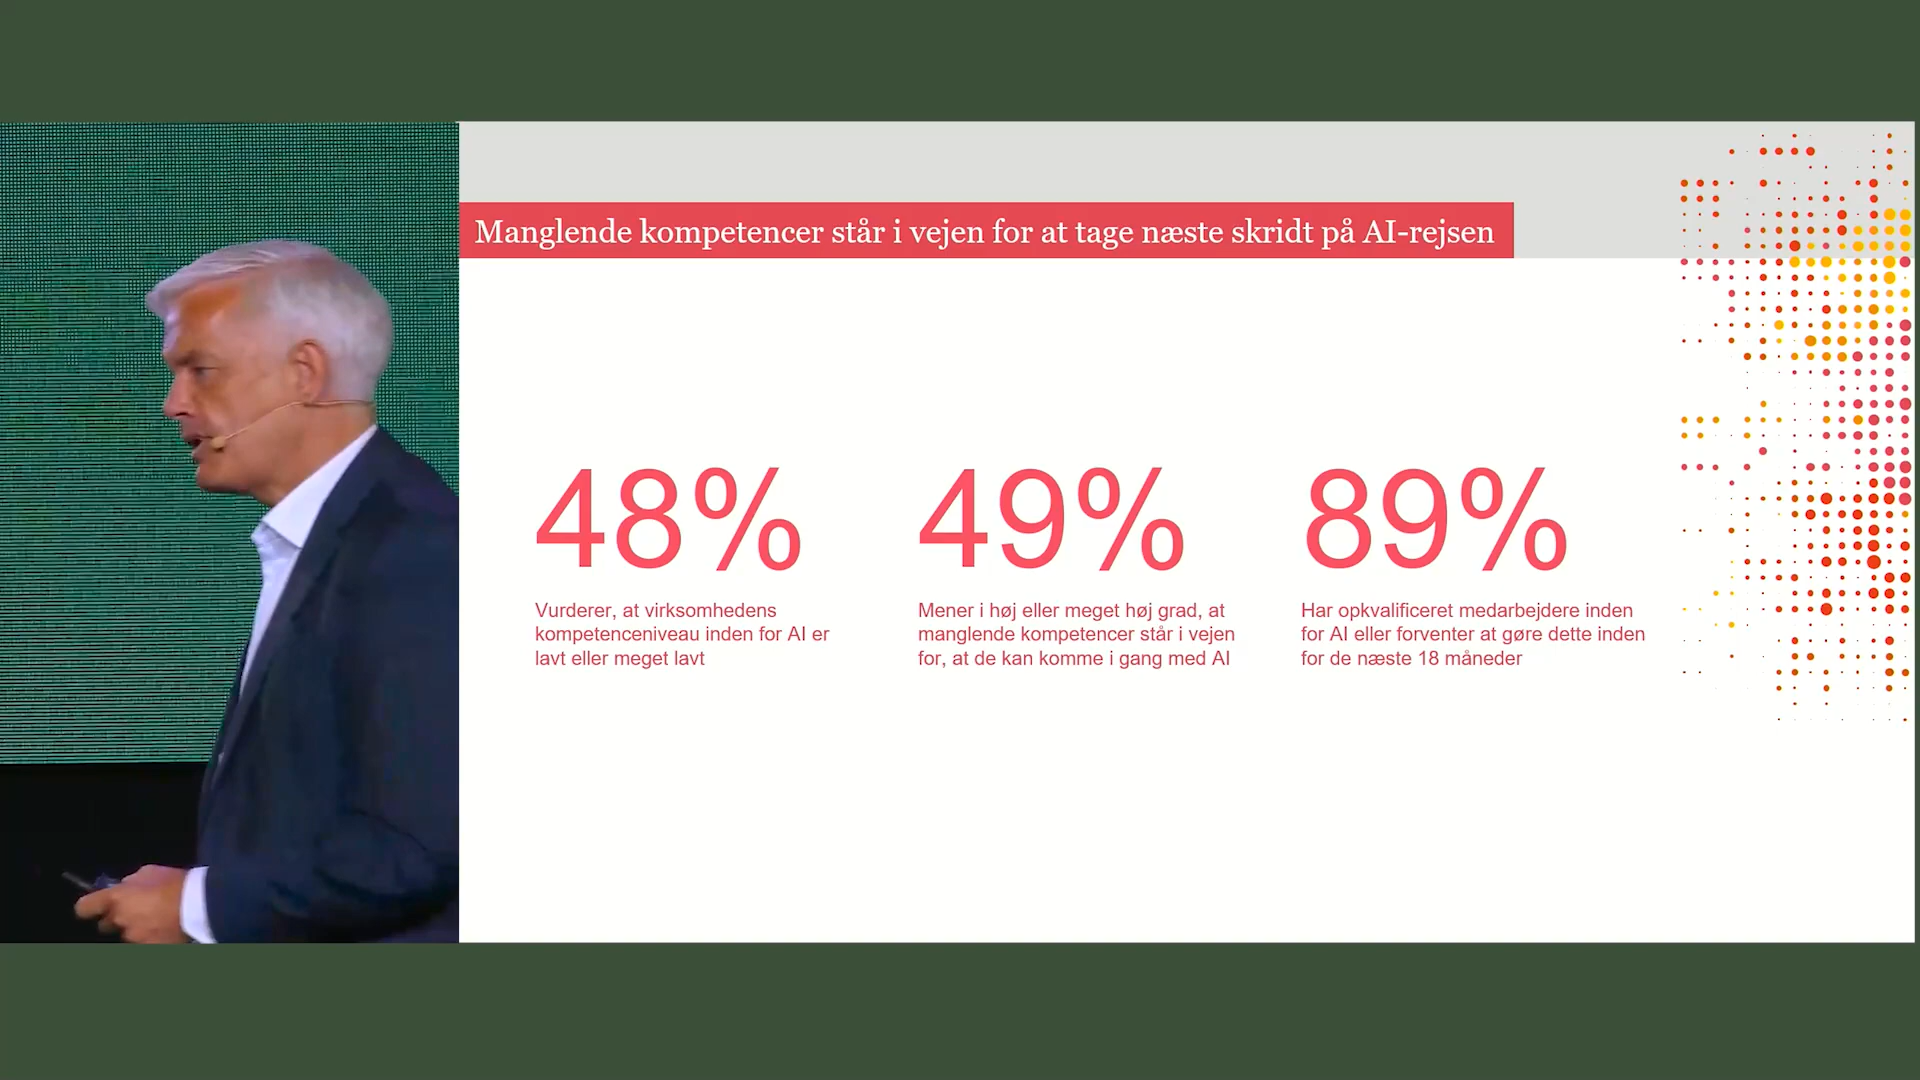 Manglende kompetencer står i vejen for at tage næste skridt på AI-rejsen
48%
Vurderer, at virksomhedens
kompetenceniveau inden for AI er
lavt eller meget lavt
49%
Mener i høj eller meget høj grad, at
manglende kompetencer står i vejen
for, at de kan komme i gang med AI
89%
Har opkvalificeret medarbejdere inden
for AI eller forventer at gøre dette inden
for de næste 18 måneder